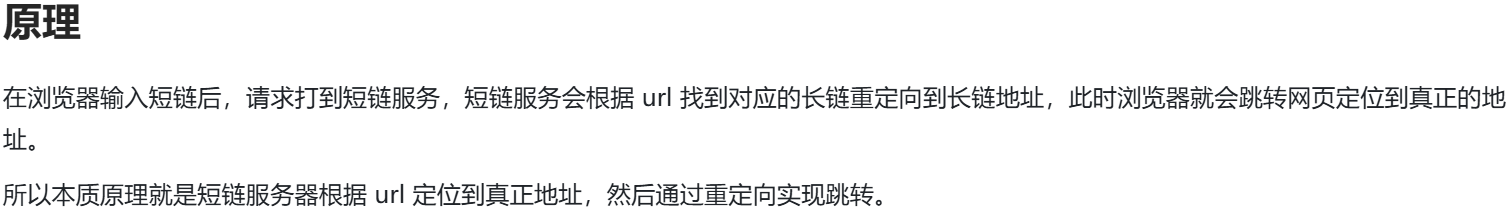 原理
在浏览器输入短链后，请求打到短链服务，短链服务会根据 url 找到对应的长链重定向到长链地址，此时浏览器就会跳转网页定位到真正的地
址。
所以本质原理就是短链服务器根据 url 定位到真正地址，然后通过重定向实现跳转。